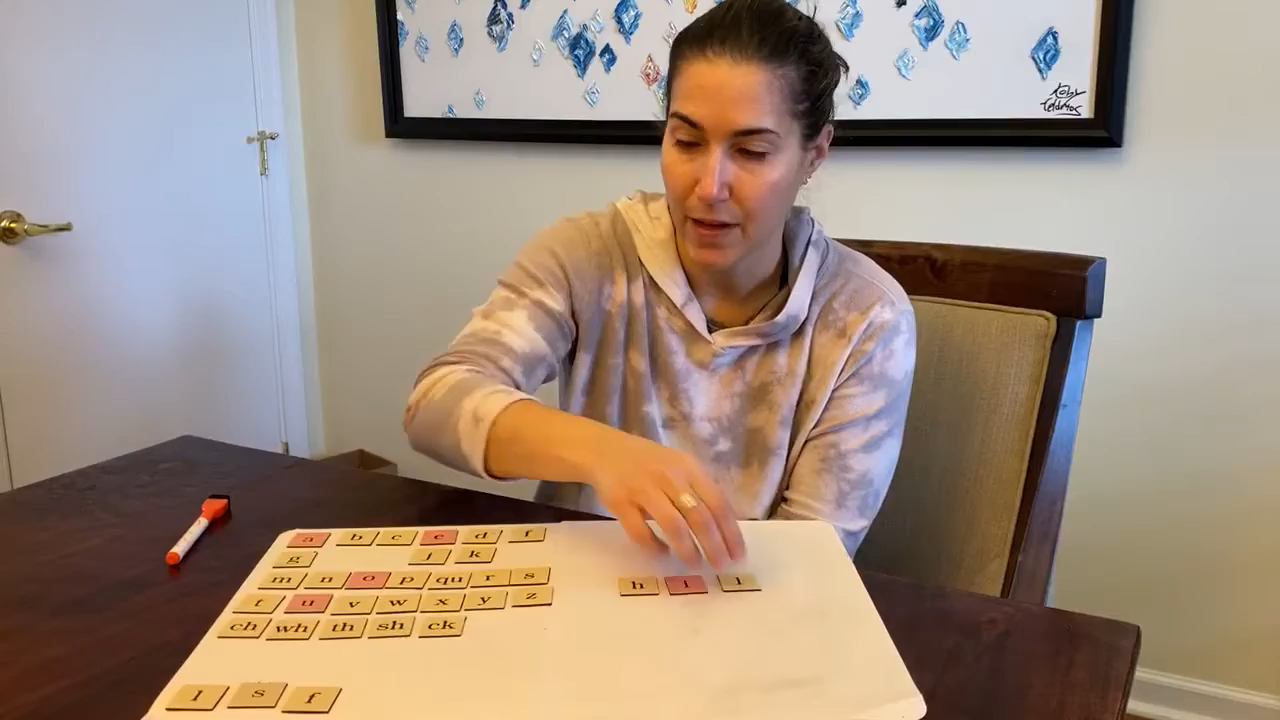 a b c e d f
g j k
m n o p qu r s
t u v w x y z
ch wh th sh ck
h i l
l s f